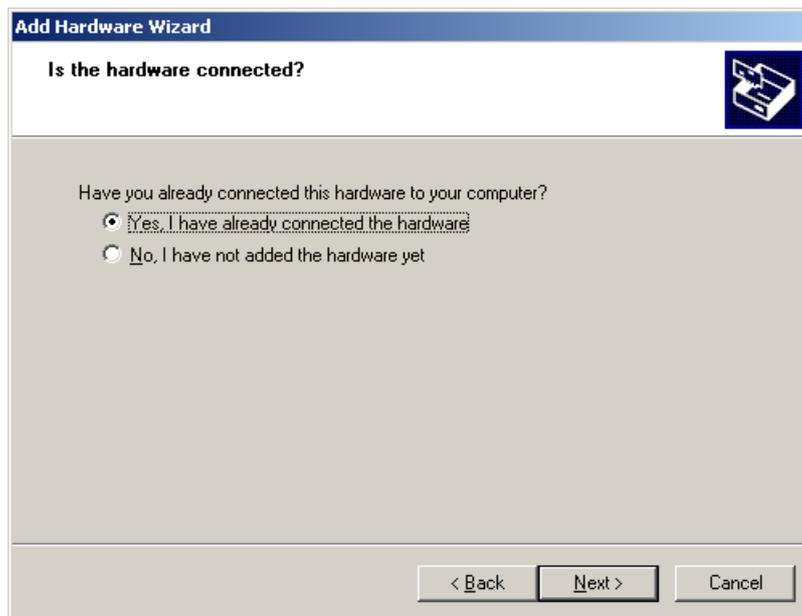 Add Hardware Wizard
Is the hardware connected?
Have you already connected this hardware to your computer?
Yes, I have already connected the hardware
No, I have not added the hardware yet
< Back Next > Cancel